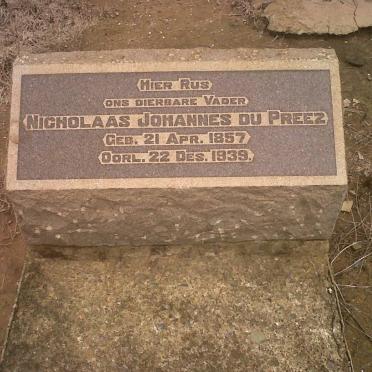 Hier Rus
ons dierbare Vader
Nicholaas Johannes du Preez
Geb. 21 Apr. 1857
Oorl. 22 Des. 1939.